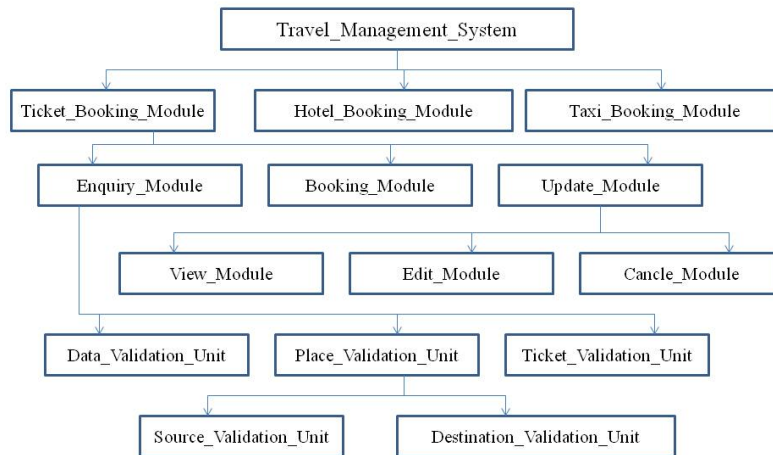 Travel_Management_System
Ticket_Booking_Module
Hotel_Booking_Module
Taxi_Booking_Module
Enquiry_Module
Booking_Module
Update_Module
View_Module
Edit_Module
Cancle_Module
Data_Validation_Unit
Place_Validation_Unit
Ticket_Validation_Unit
Source_Validation_Unit
Destination_Validation_Unit